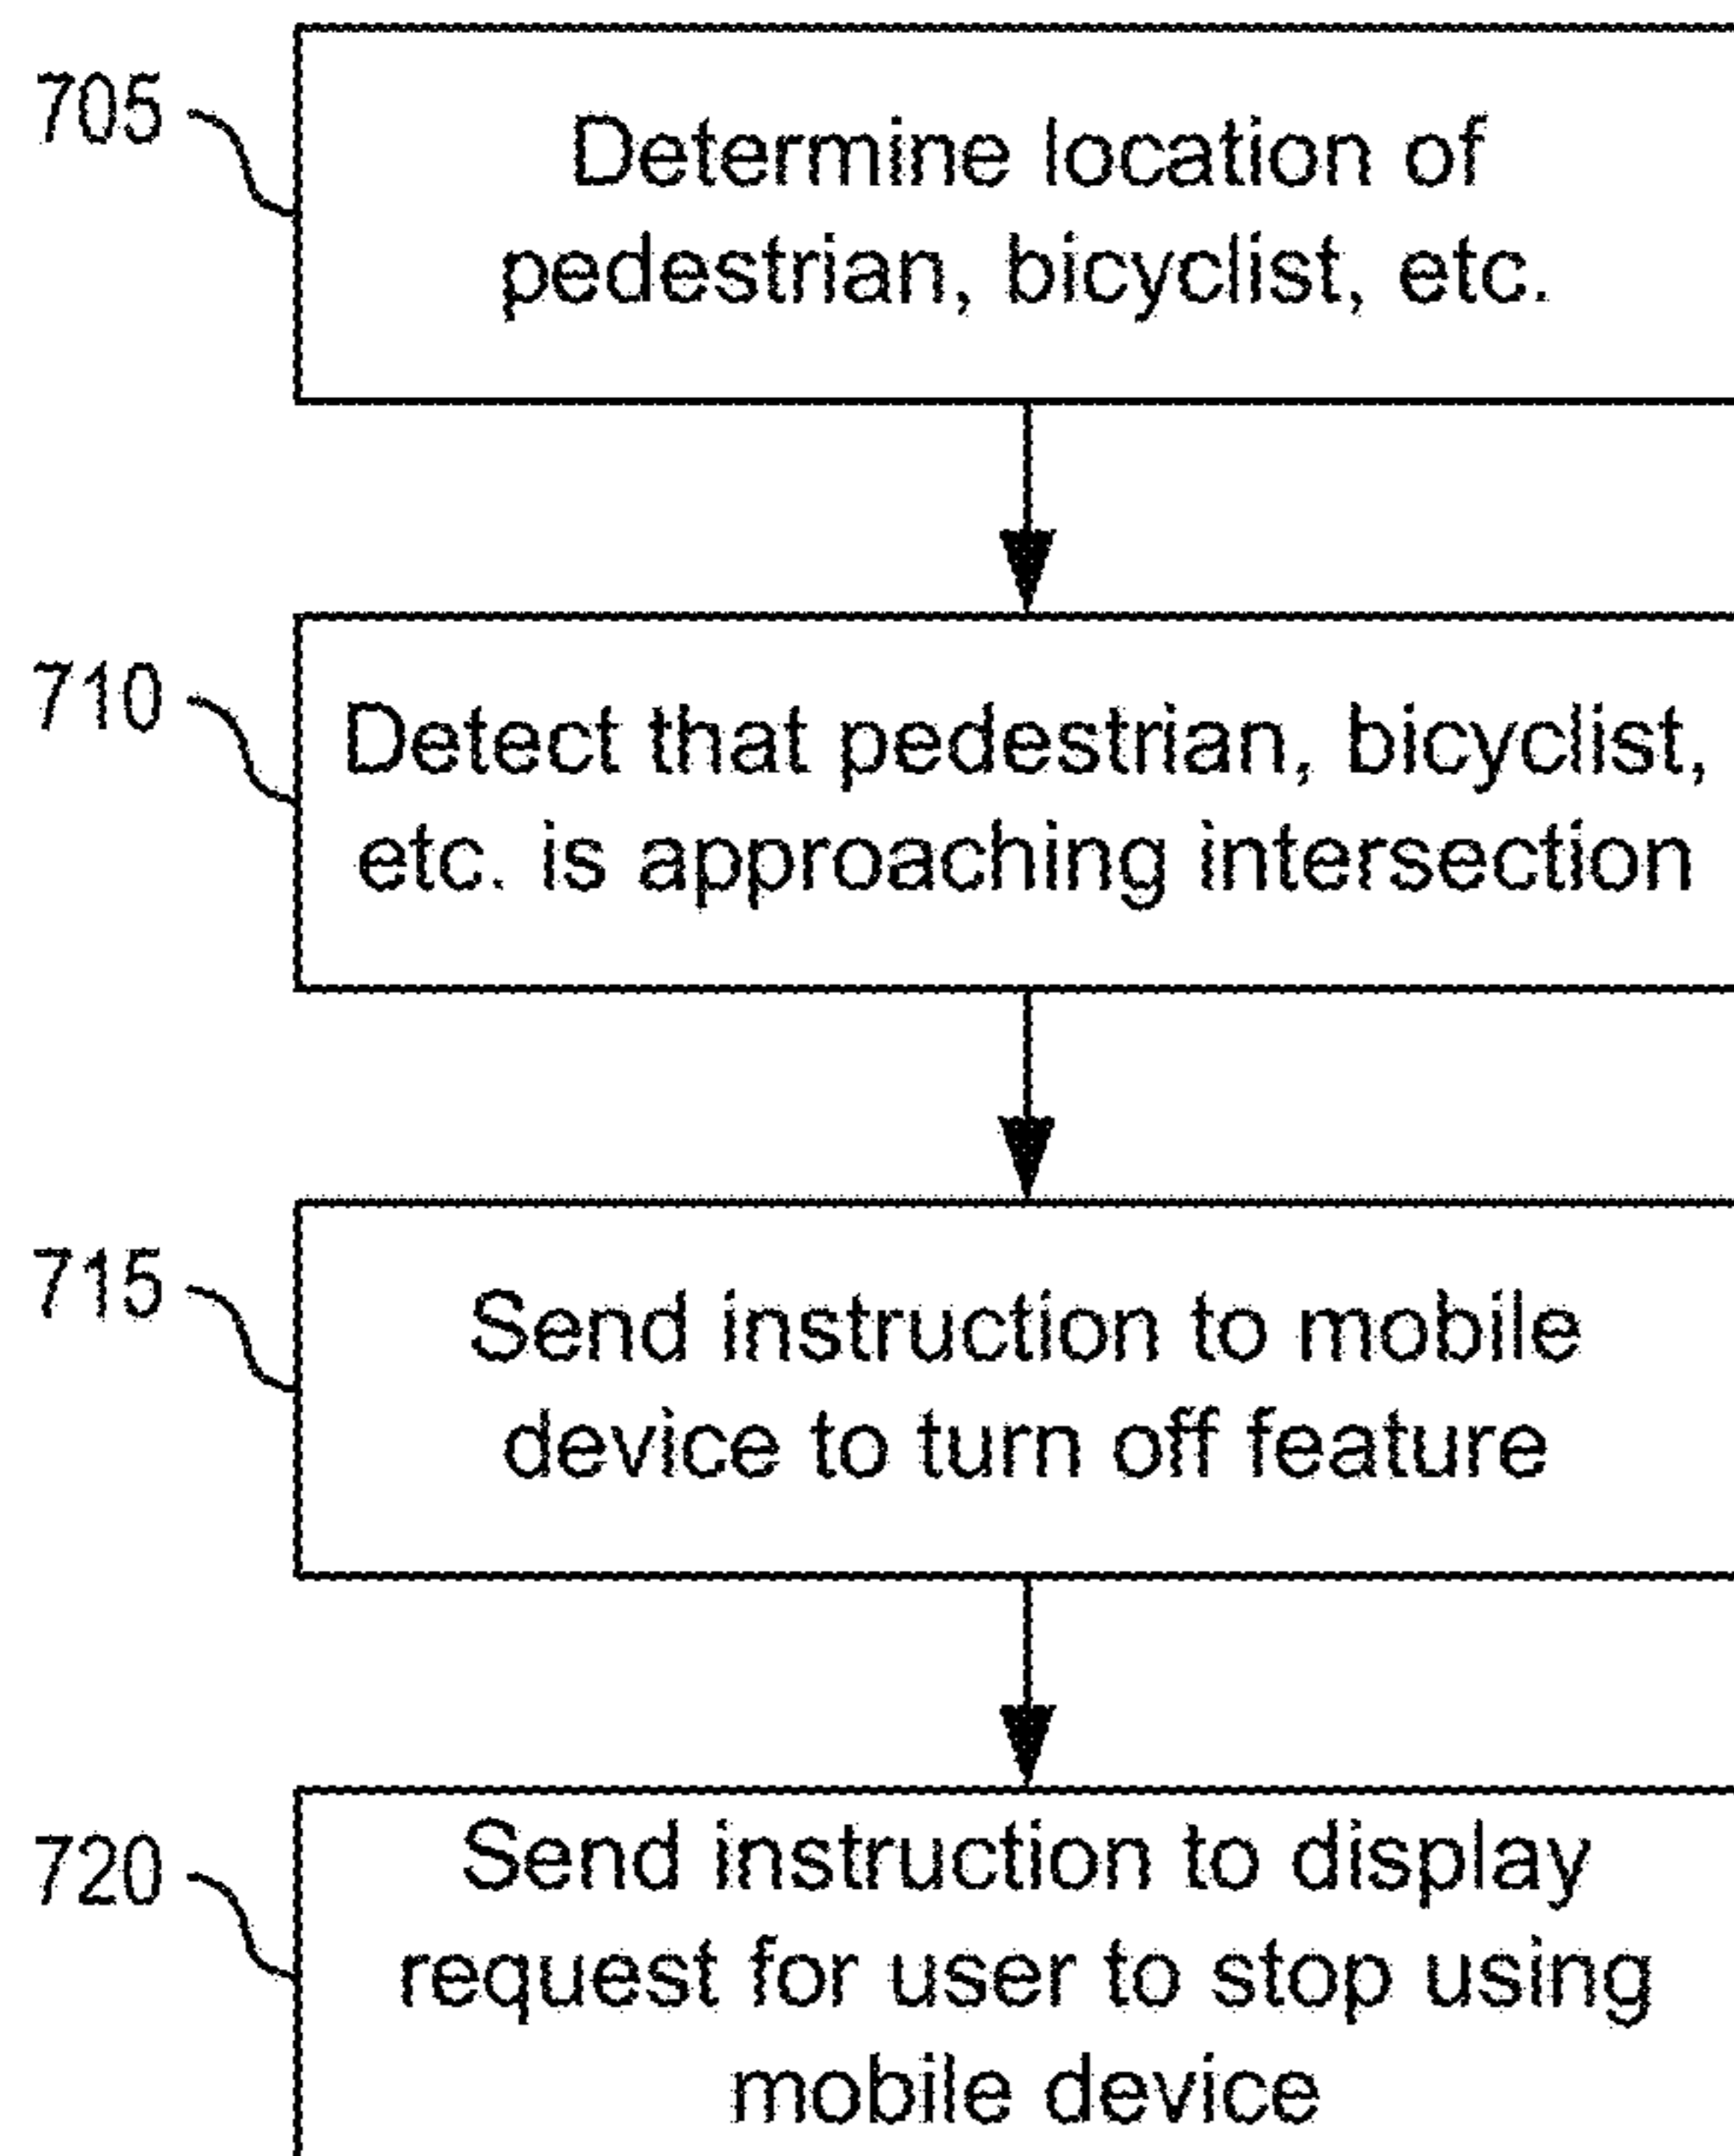 705
Determine location of
pedestrian, bicyclist, etc.
710
Detect that pedestrian, bicyclist,
etc. is approaching intersection
715
Send instruction to mobile
device to turn off feature
720
Send instruction to display
request for user to stop using
mobile device